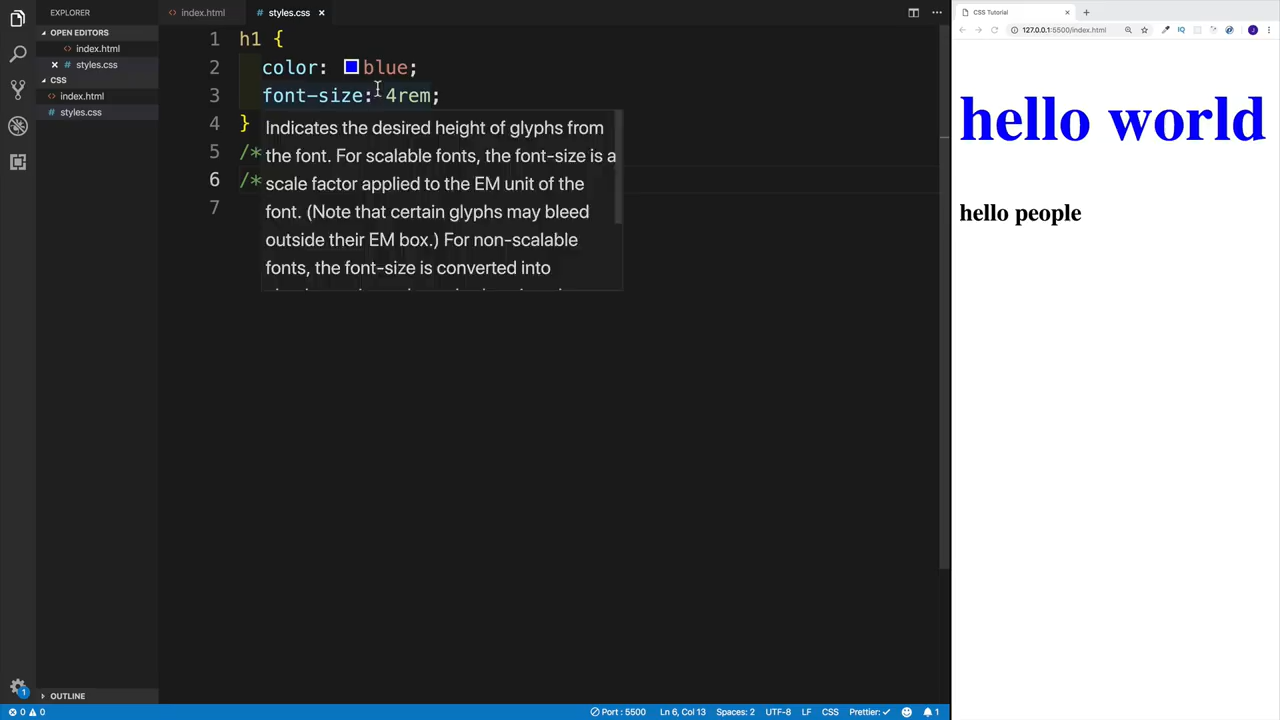 EXPLORER
OPEN EDITORS
index.html
styles.css
CSS
index.html
styles.css
OUTLINE
index.html
# styles.css
1 h1 {
2 color: blue;
3 font-size: 4rem;
4 }
5 /*
6 /*
7
Indicates the desired height of glyphs from
the font. For scalable fonts, the font-size is a
scale factor applied to the EM unit of the
font. (Note that certain glyphs may bleed
outside their EM box.) For non-scalable
fonts, the font-size is converted into
1
0 0
Port : 5500 Ln 6, Col 13 Spaces: 2 UTF-8 LF CSS Prettier: 1
CSS Tutorial
127.0.0.1:5500/index.html
IQ
J
hello world
hello people